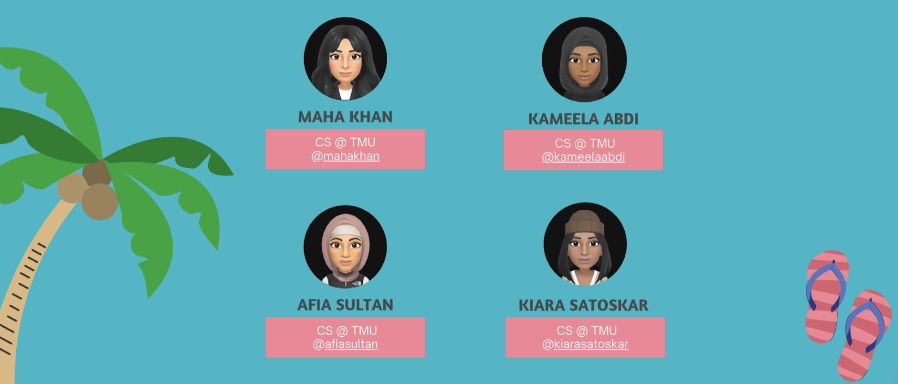 MAHA KHAN
CS @ TMU
@mahakhan
KAMEELA ABDI
CS @ TMU
@kameelaabdi
AFIA SULTAN
CS @ TMU
@afiasultan
KIARA SATOSKAR
CS @ TMU
@kiarasatoskar